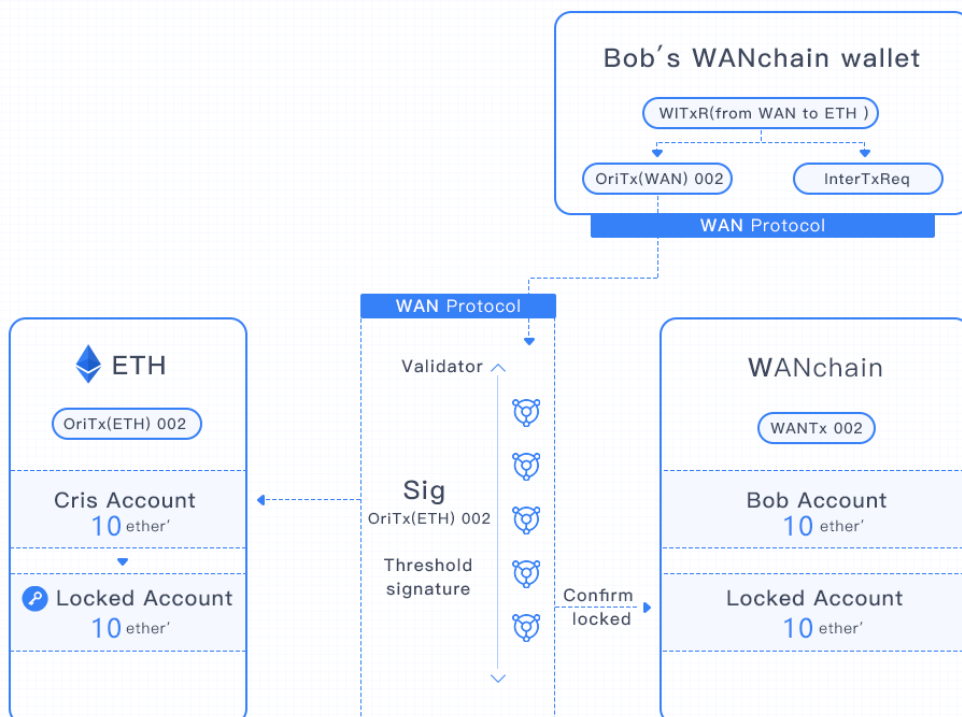 Bob's WANchain wallet
WITxR(from WAN to ETH )
OriTx(WAN) 002
InterTxReq
WAN Protocol
WAN Protocol
ETH
OriTx(ETH) 002
Cris Account
10 ether′
Locked Account
10 ether′
Validator
Sig
OriTx(ETH) 002
Threshold
signature
Confirm
locked
WANchain
WANTx 002
Bob Account
10 ether′
Locked Account
10 ether′